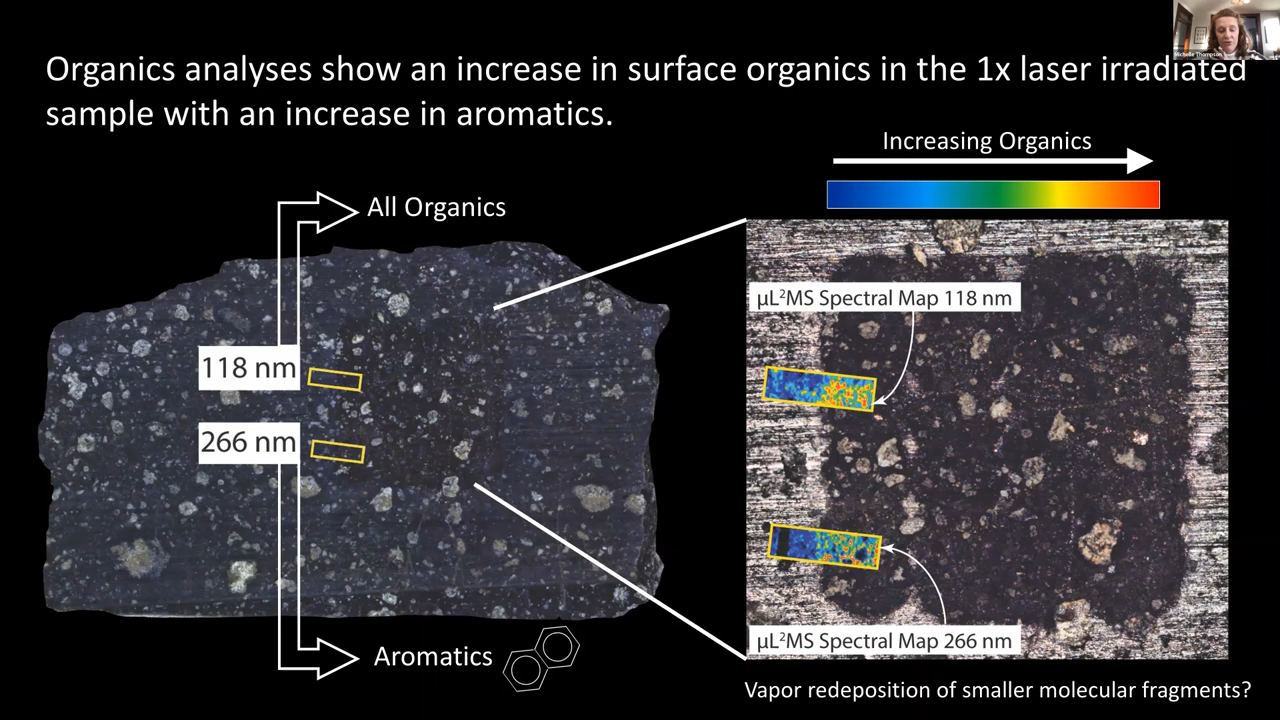 Organics analyses show an increase in surface organics in the 1x laser irradiated
sample with an increase in aromatics.
Michelle Thompson
Increasing Organics
All Organics
µL²MS Spectral Map 118 nm
118 nm
266 nm
µL²MS Spectral Map 266 nm
Aromatics
Vapor redeposition of smaller molecular fragments?